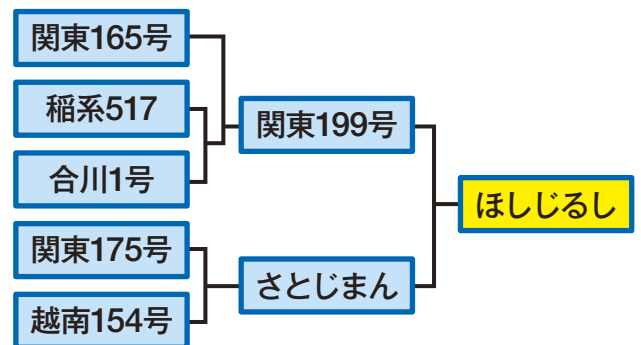 関東165号
稲系517
合川1号
関東199号
関東175号
越南154号
さとじまん
ほしじるし